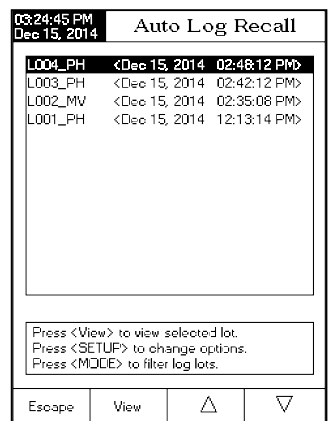 03:24:45 PM
Dec 15, 2014
Auto Log Recall
L004_PH <Dec 15, 2014 02:48:12 PM>
L003_PH <Dec 15, 2014 02:42:12 PM>
L002_MV <Dec 15, 2014 02:35:08 PM>
L001_PH <Dec 15, 2014 12:13:14 PM>
Press <View> to view selected lot.
Press <SETUP> to change options.
Press <MODE> to filter log lots.
Escape View